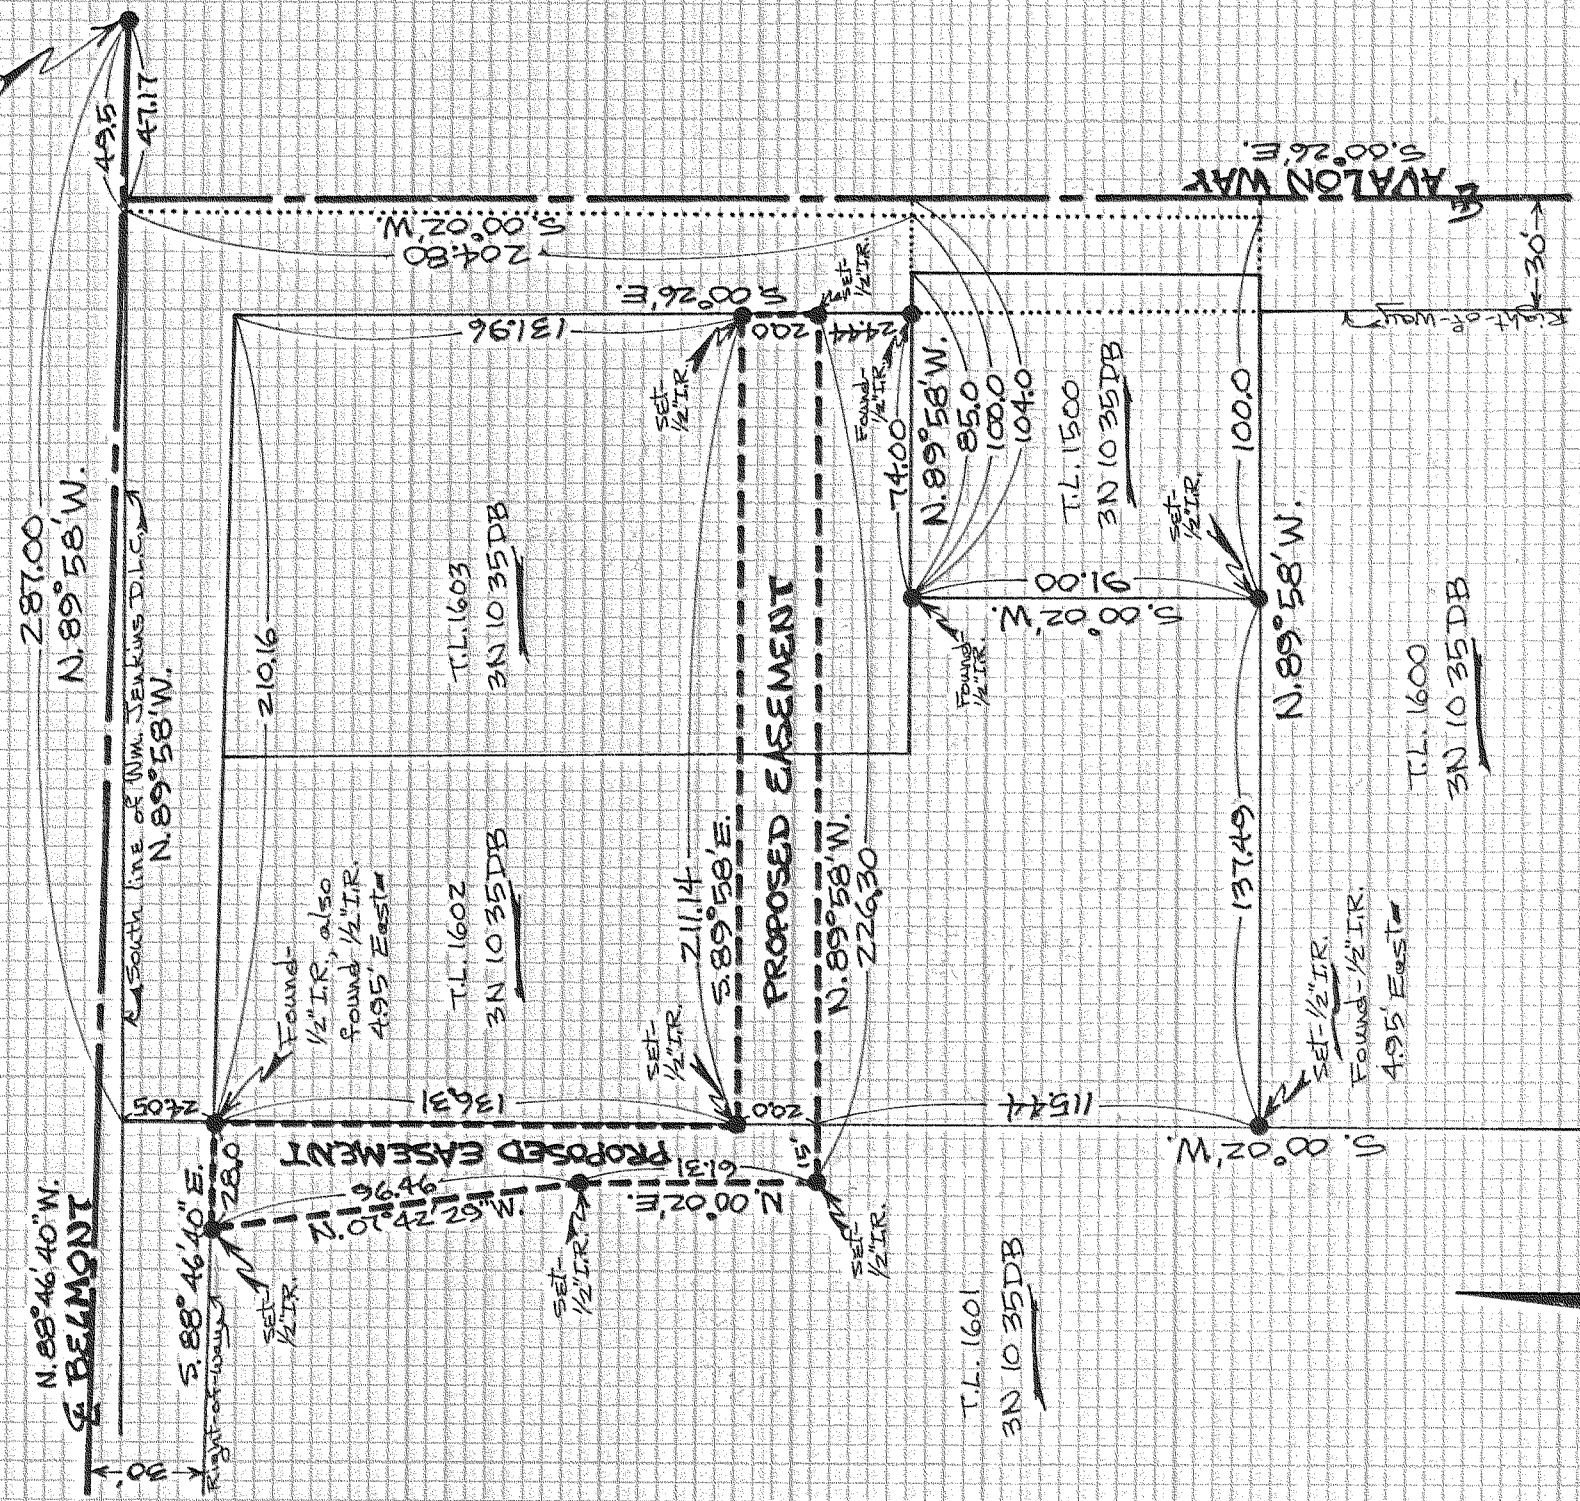 N.88°46'40"W.
℄ BELMONT
30'
Right-of-way
S.88°46'40"E.
28.0
24.05
287.00
N.89°58'W.
South line of Wm. Jenkins D.L.C.
N.89°58'W.
49.5
47.17
S.00°02'W.
204.80
℄ AVALON WAY
S.00°26'E.
30'
Right-of-way
210.16
131.96
S.00°26'E.
20.0
24.44
Set-
1/2"I.R.
Set-
1/2"I.R.
Found-
1/2"I.R.
74.00
N.89°58'W.
85.0
100.0
104.0
T.L. 1500
3N 10 35DB
100.0
Set-
1/2"I.R.
91.00
S.00°02'W.
Found-
1/2"I.R.
N.89°58'W.
T.L. 1603
3N 10 35DB
T.L. 1602
3N 10 35DB
Found-
1/2"I.R., also
found 1/2"I.R.
4.95' East
136.31
PROPOSED EASEMENT
Set-
1/2"I.R.
211.14
S.89°58'E.
PROPOSED EASEMENT
N.89°58'W.
226.30
20.0
15'
61.31
N.00°02'E.
96.46
N.07°42'29"W.
Set-
1/2"I.R.
Set-
1/2"I.R.
Set-
1/2"I.R.
115.44
S.00°02'W.
137.49
Set-1/2"I.R.
Found-1/2"I.R.
4.95' East
T.L. 1600
3N 10 35DB
T.L. 1601
3N 10 35DB